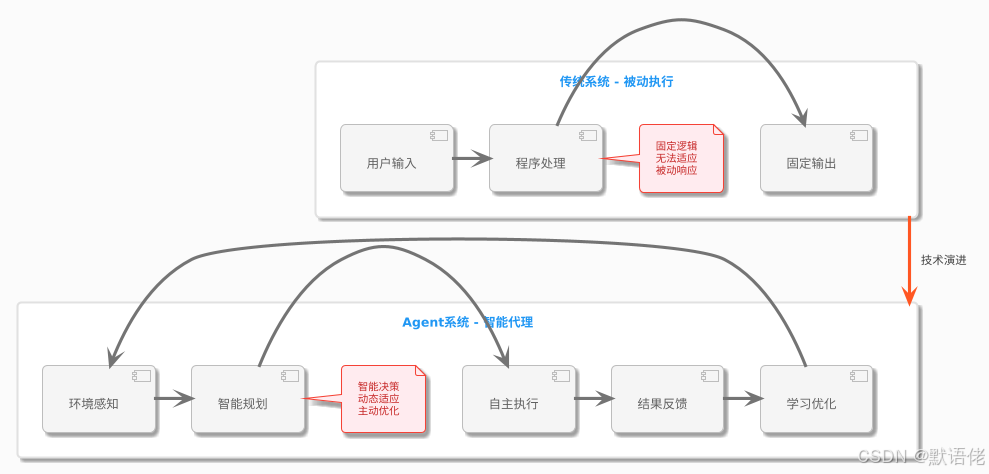 传统系统 - 被动执行
用户输入
程序处理
固定逻辑
无法适应
被动响应
固定输出
技术演进
Agent系统 - 智能代理
环境感知
智能规划
智能决策
动态适应
主动优化
自主执行
结果反馈
学习优化
CSDN @默语佬